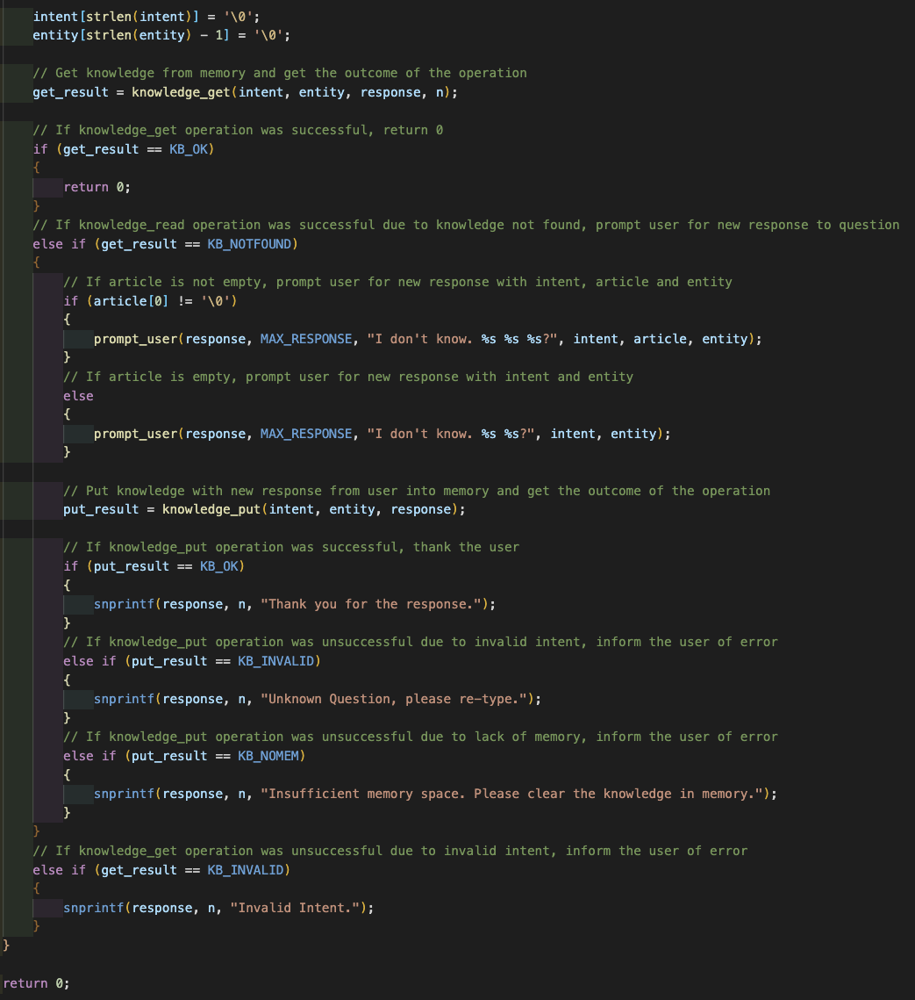 intent[strlen(intent)] = '\0';
entity[strlen(entity) - 1] = '\0';
// Get knowledge from memory and get the outcome of the operation
get_result = knowledge_get(intent, entity, response, n);
// If knowledge_get operation was successful, return 0
if (get_result == KB_OK)
{
return 0;
}
// If knowledge_read operation was successful due to knowledge not found, prompt user for new response to question
else if (get_result == KB_NOTFOUND)
{
// If article is not empty, prompt user for new response with intent, article and entity
if (article[0] != '\0')
{
prompt_user(response, MAX_RESPONSE, "I don't know. %s %s %s?", intent, article, entity);
}
// If article is empty, prompt user for new response with intent and entity
else
{
prompt_user(response, MAX_RESPONSE, "I don't know. %s %s?", intent, entity);
}
// Put knowledge with new response from user into memory and get the outcome of the operation
put_result = knowledge_put(intent, entity, response);
// If knowledge_put operation was successful, thank the user
if (put_result == KB_OK)
{
snprintf(response, n, "Thank you for the response.");
}
// If knowledge_put operation was unsuccessful due to invalid intent, inform the user of error
else if (put_result == KB_INVALID)
{
snprintf(response, n, "Unknown Question, please re-type.");
}
// If knowledge_put operation was unsuccessful due to lack of memory, inform the user of error
else if (put_result == KB_NOMEM)
{
snprintf(response, n, "Insufficient memory space. Please clear the knowledge in memory.");
}
}
// If knowledge_get operation was unsuccessful due to invalid intent, inform the user of error
else if (get_result == KB_INVALID)
{
snprintf(response, n, "Invalid Intent.");
}
}
return 0;